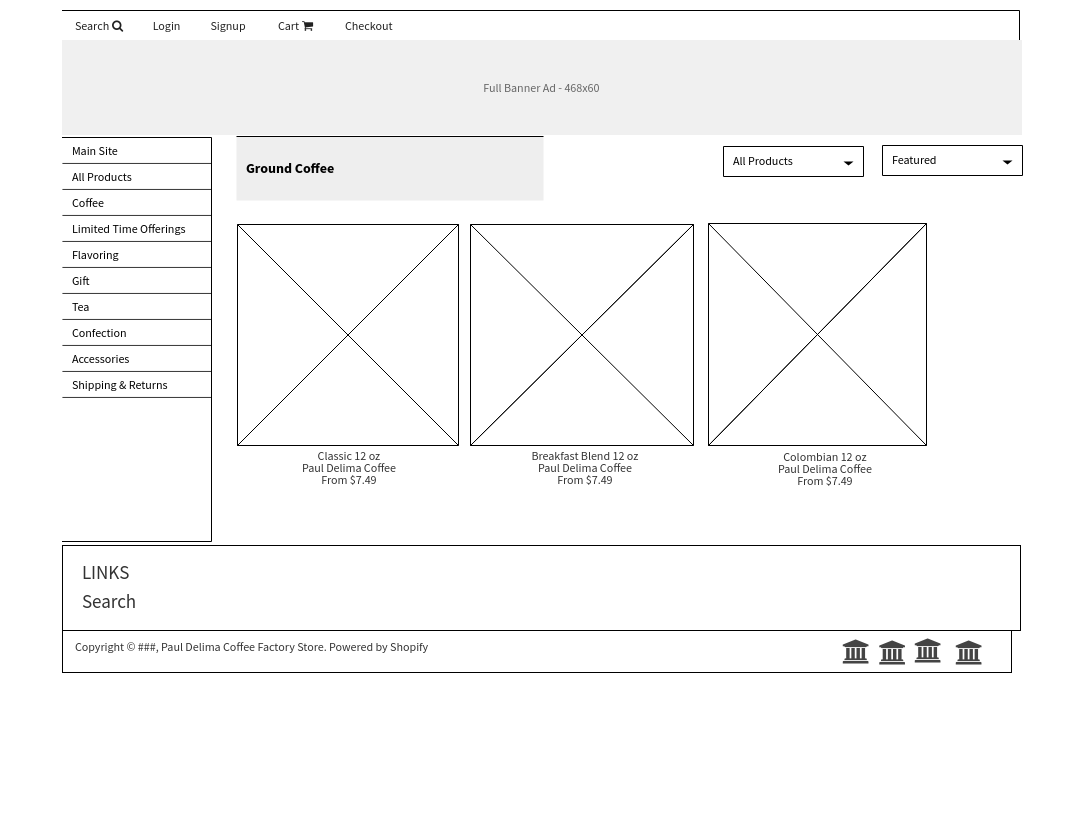 Search Login Signup Cart Checkout
Full Banner Ad - 468x60
Main Site
All Products
Coffee
Limited Time Offerings
Flavoring
Gift
Tea
Confection
Accessories
Shipping & Returns
Ground Coffee
All Products
Featured
Classic 12 oz
Paul Delima Coffee
From $7.49
Breakfast Blend 12 oz
Paul Delima Coffee
From $7.49
Colombian 12 oz
Paul Delima Coffee
From $7.49
LINKS
Search
Copyright © ###, Paul Delima Coffee Factory Store. Powered by Shopify